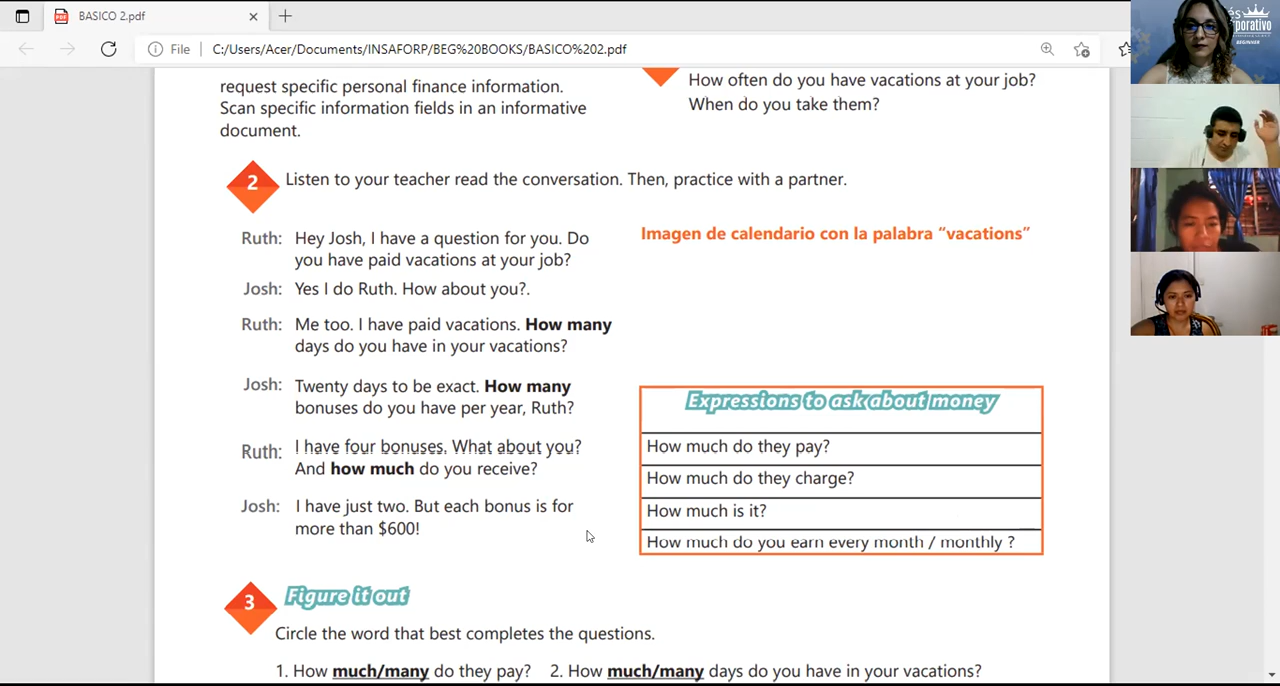 BASICO 2.pdf
File
C:/Users/Acer/Documents/INSAFORP/BEG%20BOOKS/BASICO%202.pdf
request specific personal finance information.
Scan specific information fields in an informative
document.
How often do you have vacations at your job?
When do you take them?
2 Listen to your teacher read the conversation. Then, practice with a partner.
Ruth: Hey Josh, I have a question for you. Do
you have paid vacations at your job?
Josh: Yes I do Ruth. How about you?.
Ruth: Me too. I have paid vacations. How many
days do you have in your vacations?
Josh: Twenty days to be exact. How many
bonuses do you have per year, Ruth?
Ruth: I have four bonuses. What about you?
And how much do you receive?
Josh: I have just two. But each bonus is for
more than $600!
Imagen de calendario con la palabra “vacations”
Expressions to ask about money
How much do they pay?
How much do they charge?
How much is it?
How much do you earn every month / monthly ?
3 Figure it out
Circle the word that best completes the questions.
1. How much/many do they pay? 2. How much/many days do you have in your vacations?
BEGINNER